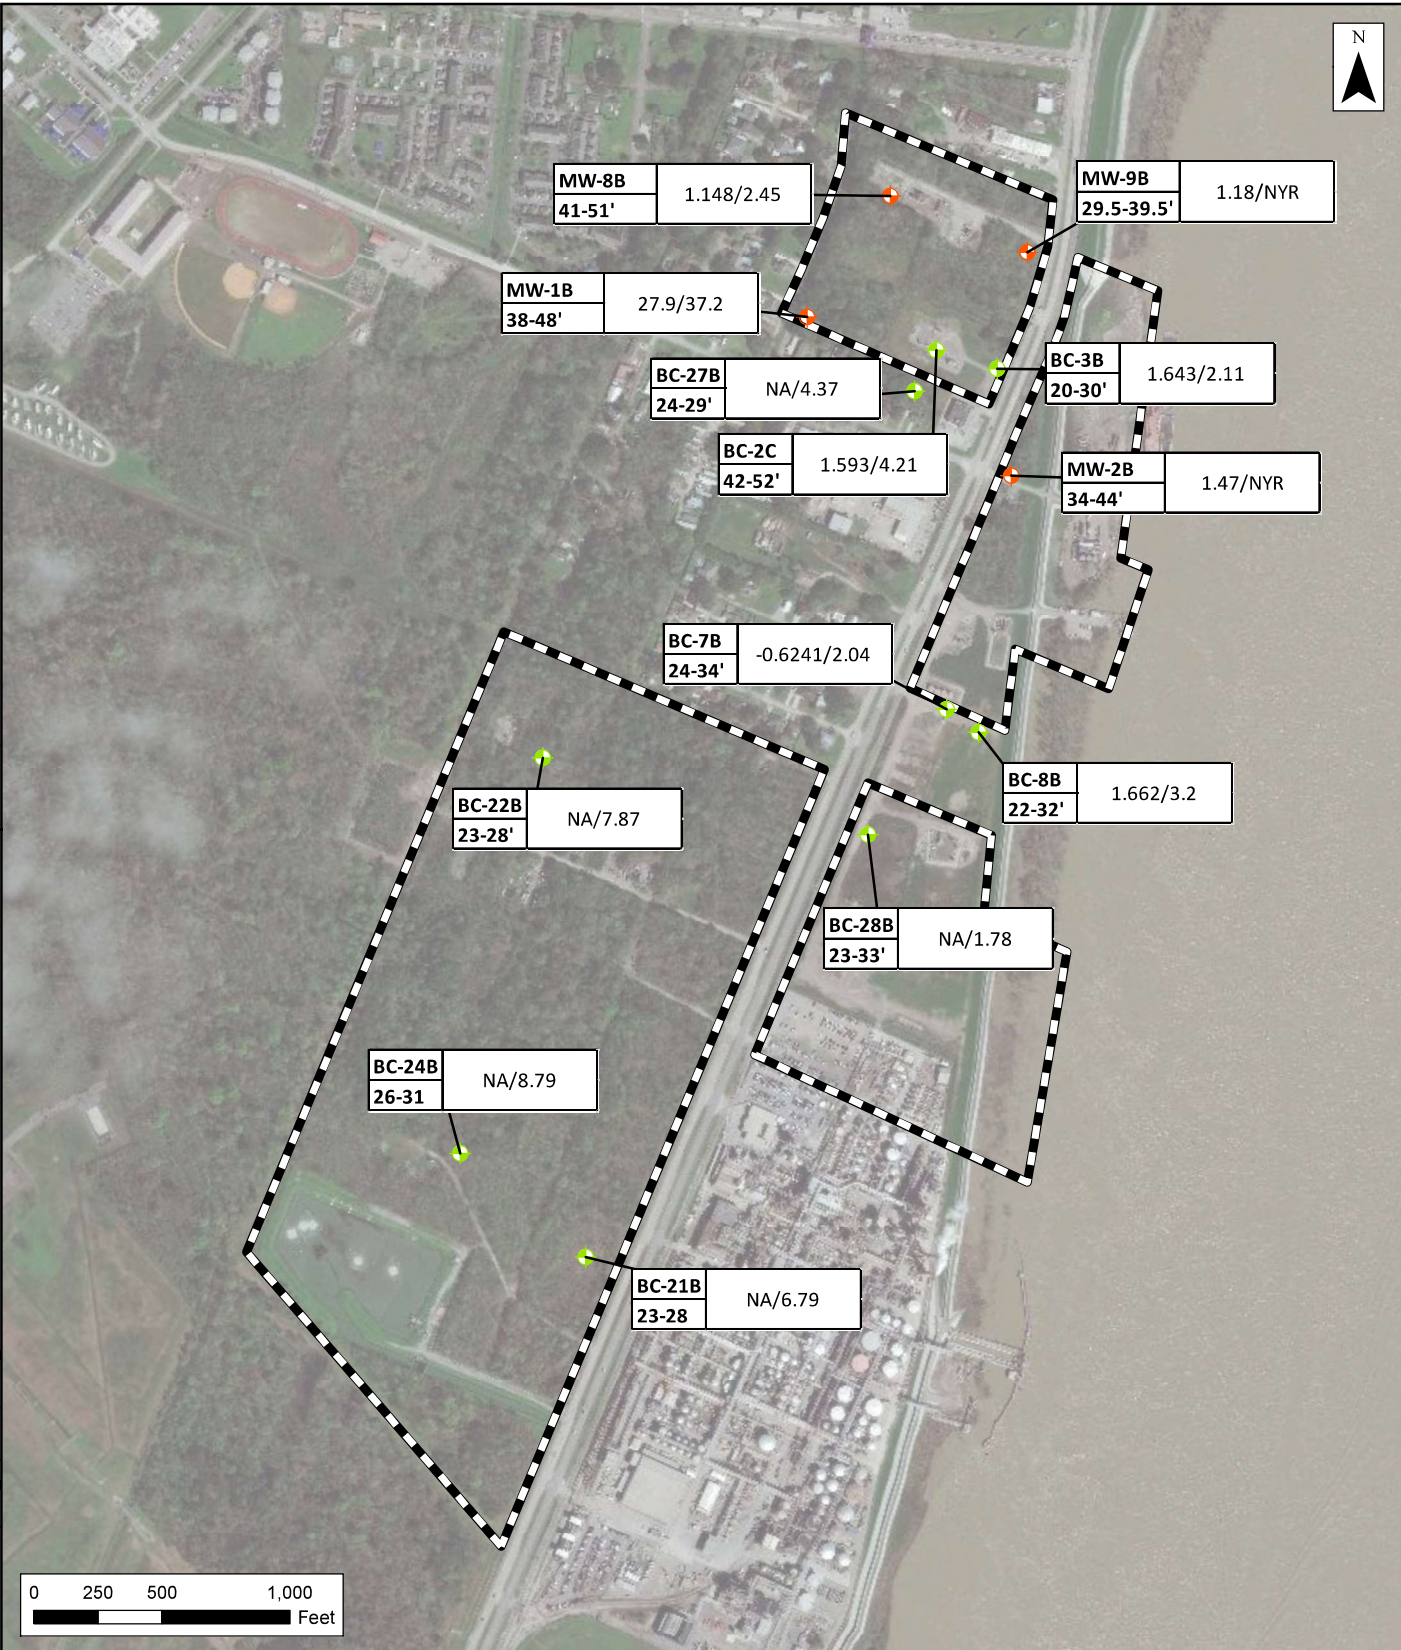 N
MW-8B
41-51'
1.148/2.45
MW-9B
29.5-39.5'
1.18/NYR
MW-1B
38-48'
27.9/37.2
BC-27B
24-29'
NA/4.37
BC-3B
20-30'
1.643/2.11
BC-2C
42-52'
1.593/4.21
MW-2B
34-44'
1.47/NYR
BC-7B
24-34'
-0.6241/2.04
BC-8B
22-32'
1.662/3.2
BC-22B
23-28'
NA/7.87
BC-28B
23-33'
NA/1.78
BC-24B
26-31
NA/8.79
BC-21B
23-28
NA/6.79
0 250 500 1,000
Feet